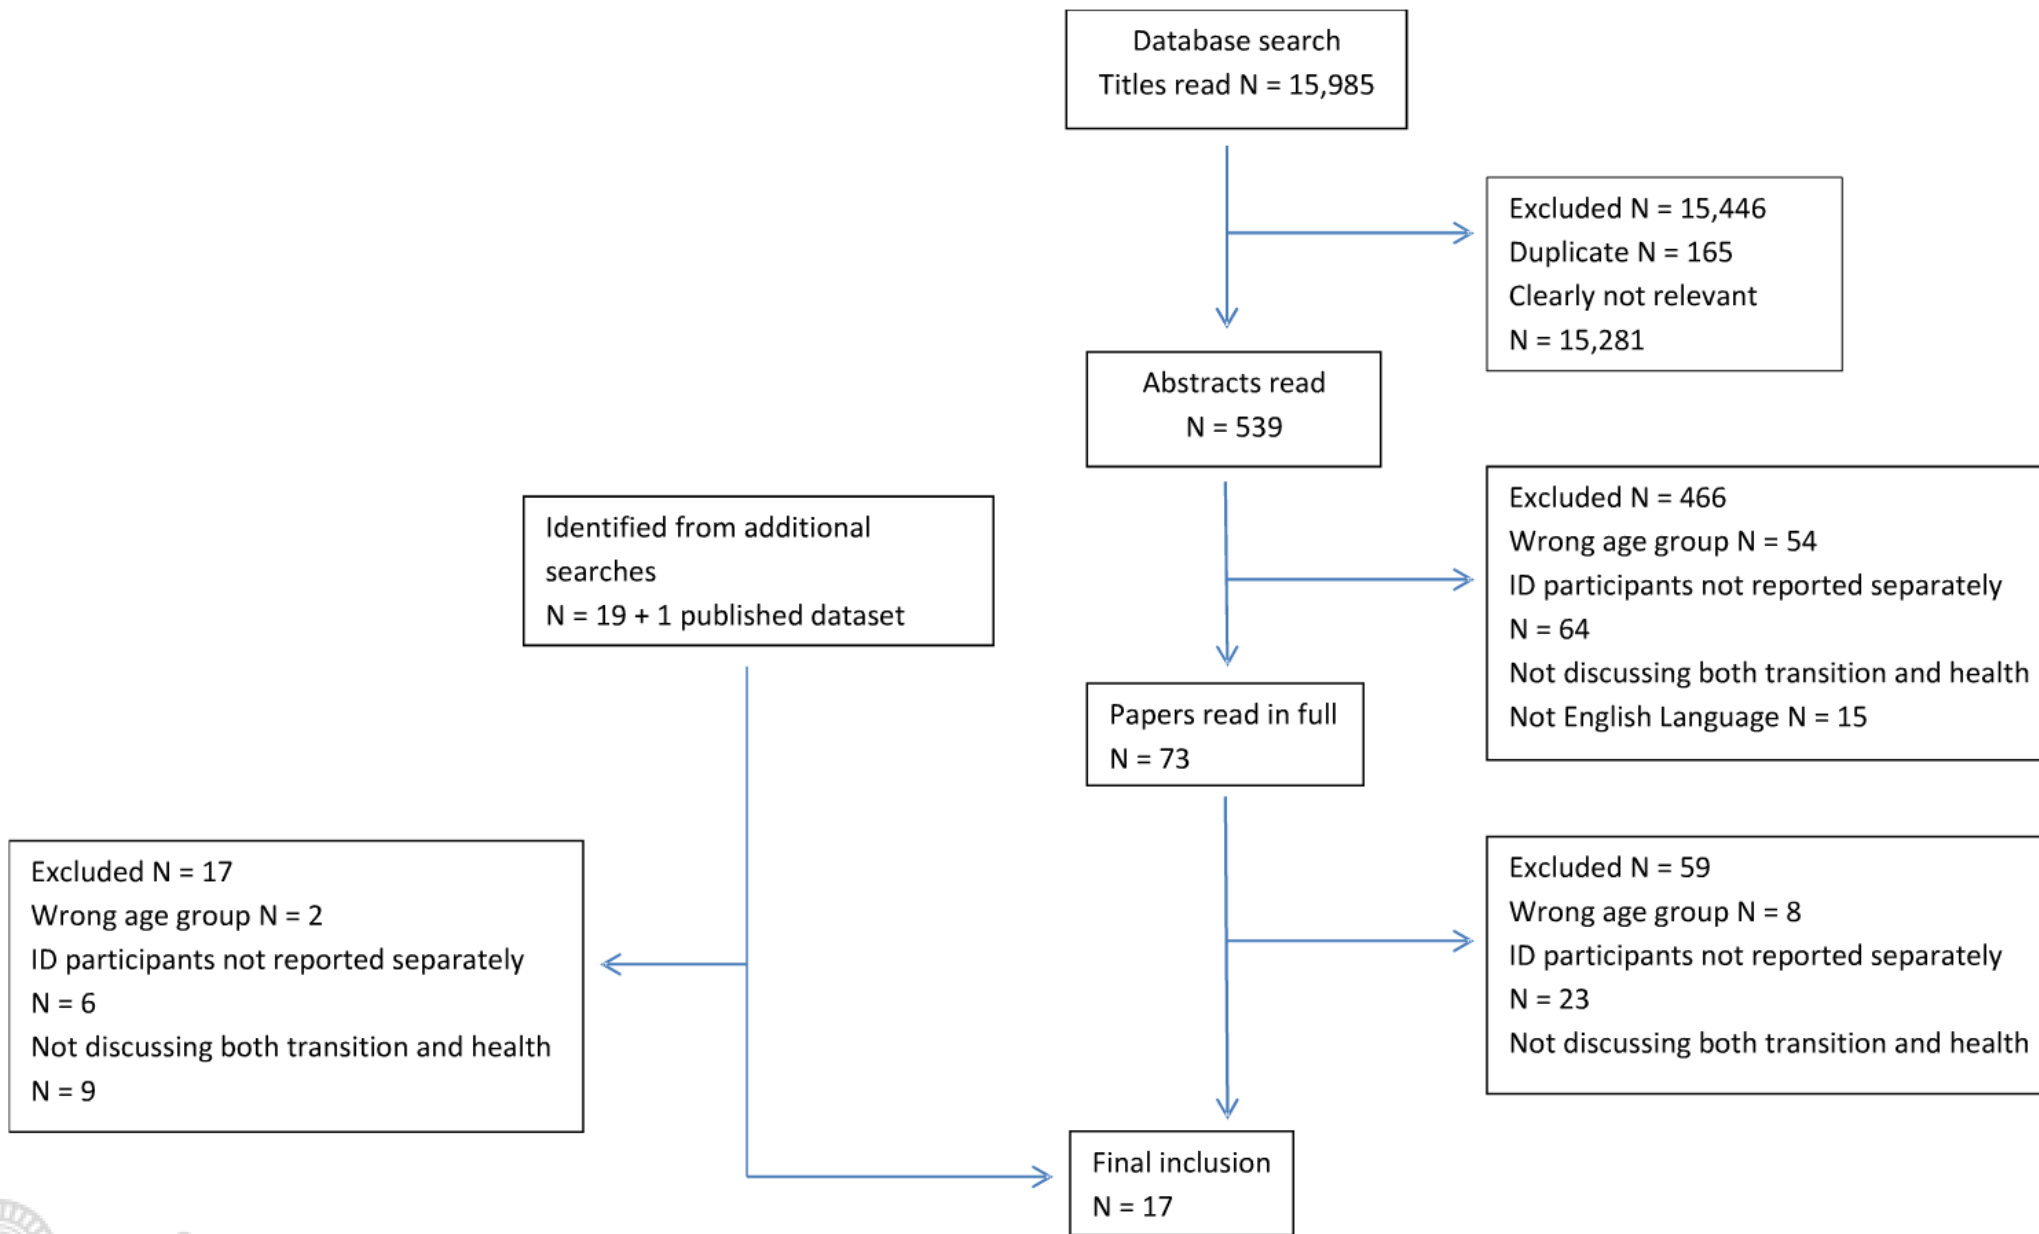 Database search
Titles read N = 15,985
Excluded N = 15,446
Duplicate N = 165
Clearly not relevant
N = 15,281
Abstracts read
N = 539
Excluded N = 466
Wrong age group N = 54
ID participants not reported separately
N = 64
Not discussing both transition and health
Not English Language N = 15
Identified from additional
searches
N = 19 + 1 published dataset
Papers read in full
N = 73
Excluded N = 17
Wrong age group N = 2
ID participants not reported separately
N = 6
Not discussing both transition and health
N = 9
Excluded N = 59
Wrong age group N = 8
ID participants not reported separately
N = 23
Not discussing both transition and health
Final inclusion
N = 17